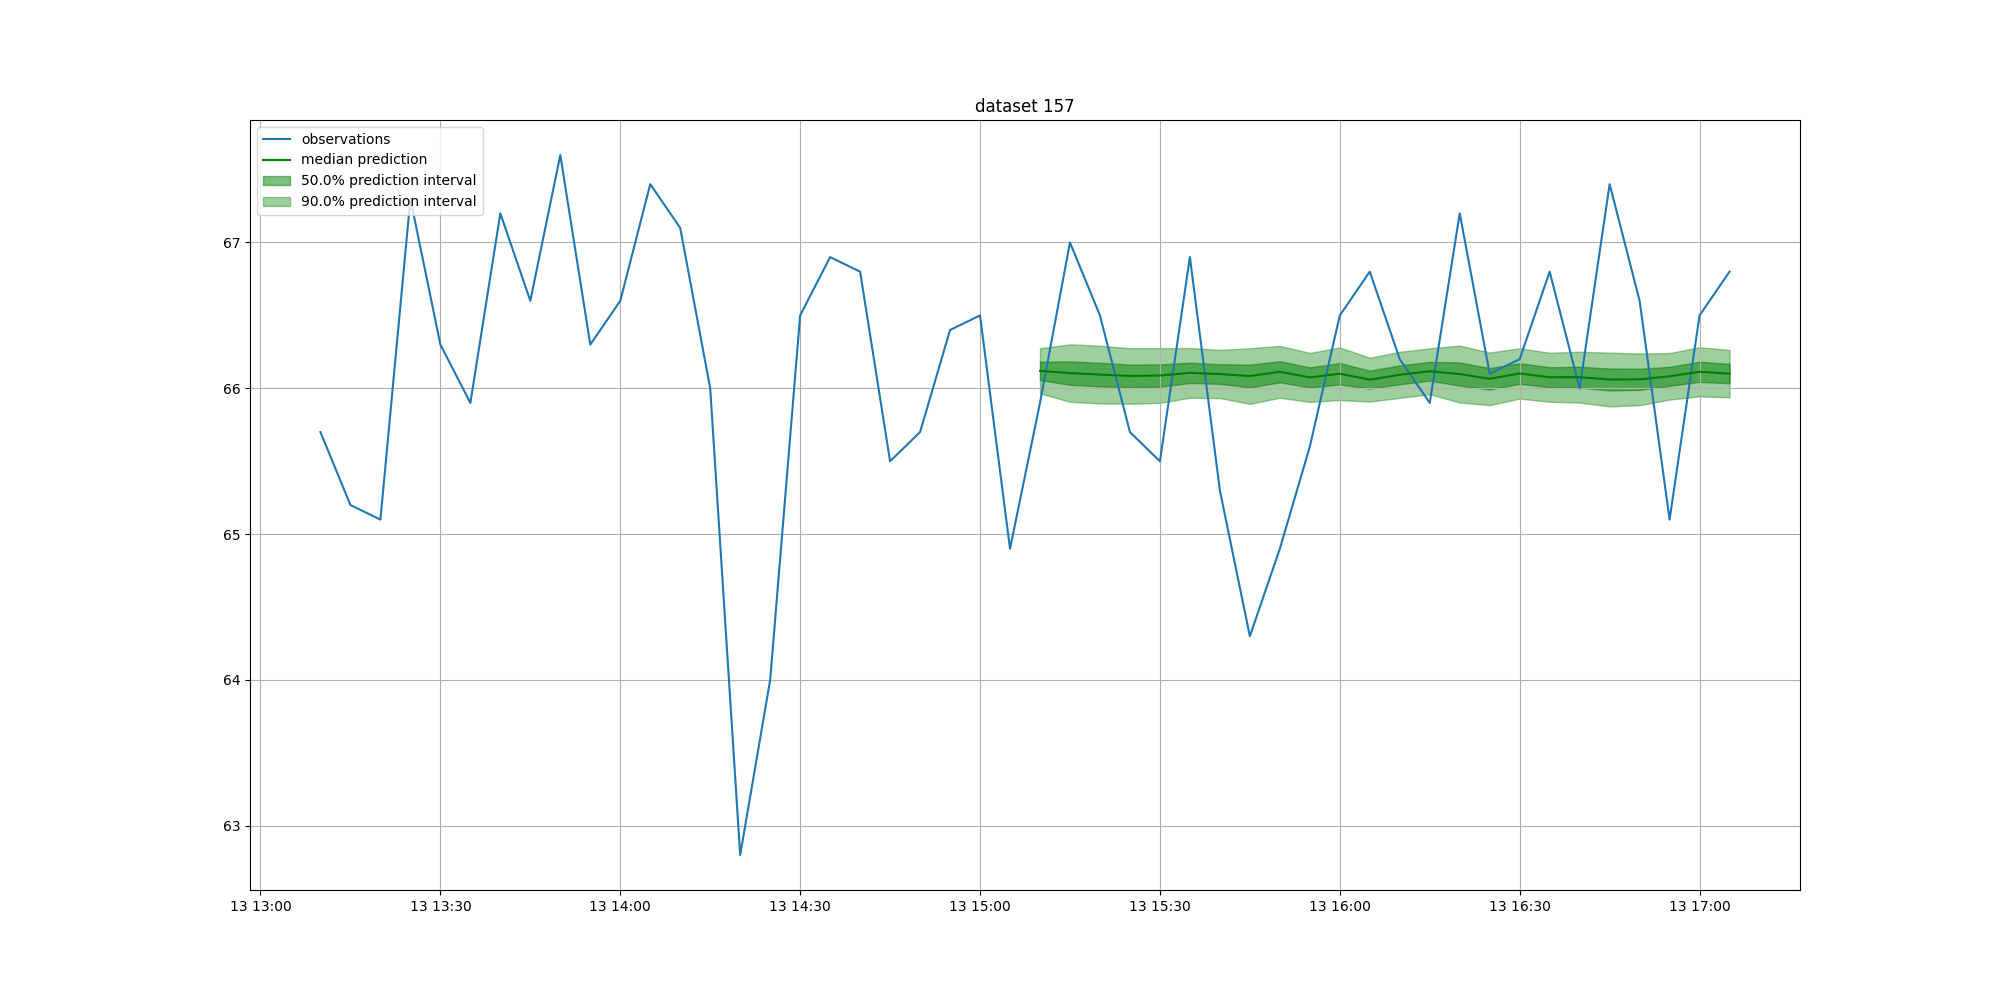 dataset 157
observations
median prediction
50.0% prediction interval
90.0% prediction interval
67
66
65
64
63
13 13:00 13 13:30 13 14:00 13 14:30 13 15:00 13 15:30 13 16:00 13 16:30 13 17:00